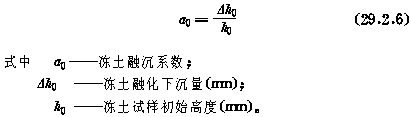 a₀ = Δh₀/h₀ (29.2.6)
式中 a₀——冻土融沉系数;
Δh₀ ——冻土融化下沉量(mm);
h₀ ——冻土试样初始高度(mm)。